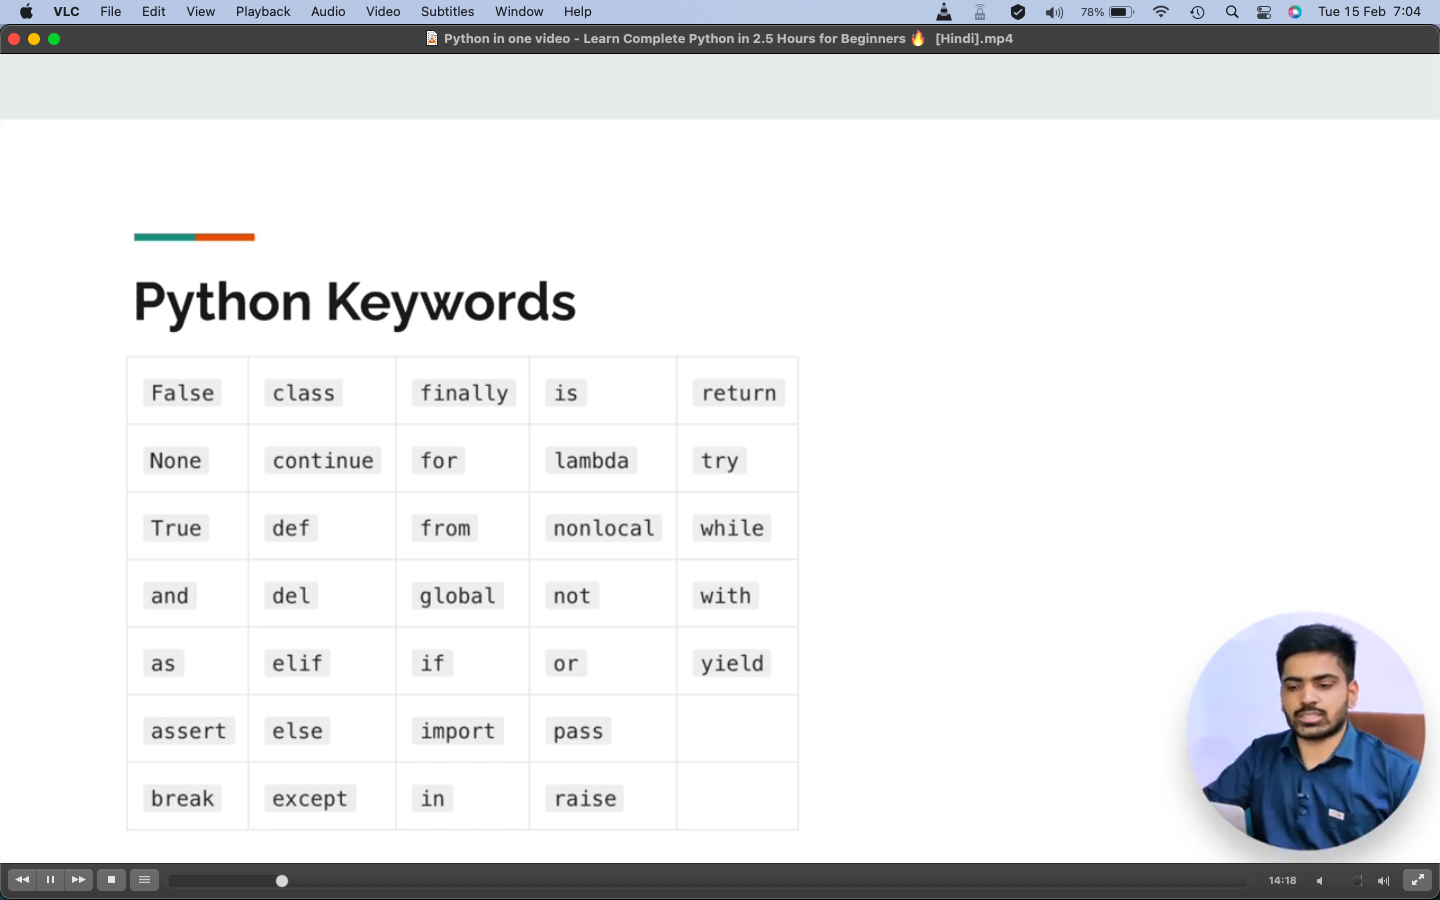 VLC File Edit View Playback Audio Video Subtitles Window Help 78% Tue 15 Feb 7:04
Python in one video - Learn Complete Python in 2.5 Hours for Beginners 🔥 [Hindi].mp4
Python Keywords
False class finally is return
None continue for lambda try
True def from nonlocal while
and del global not with
as elif if or yield
assert else import pass
break except in raise
14:18